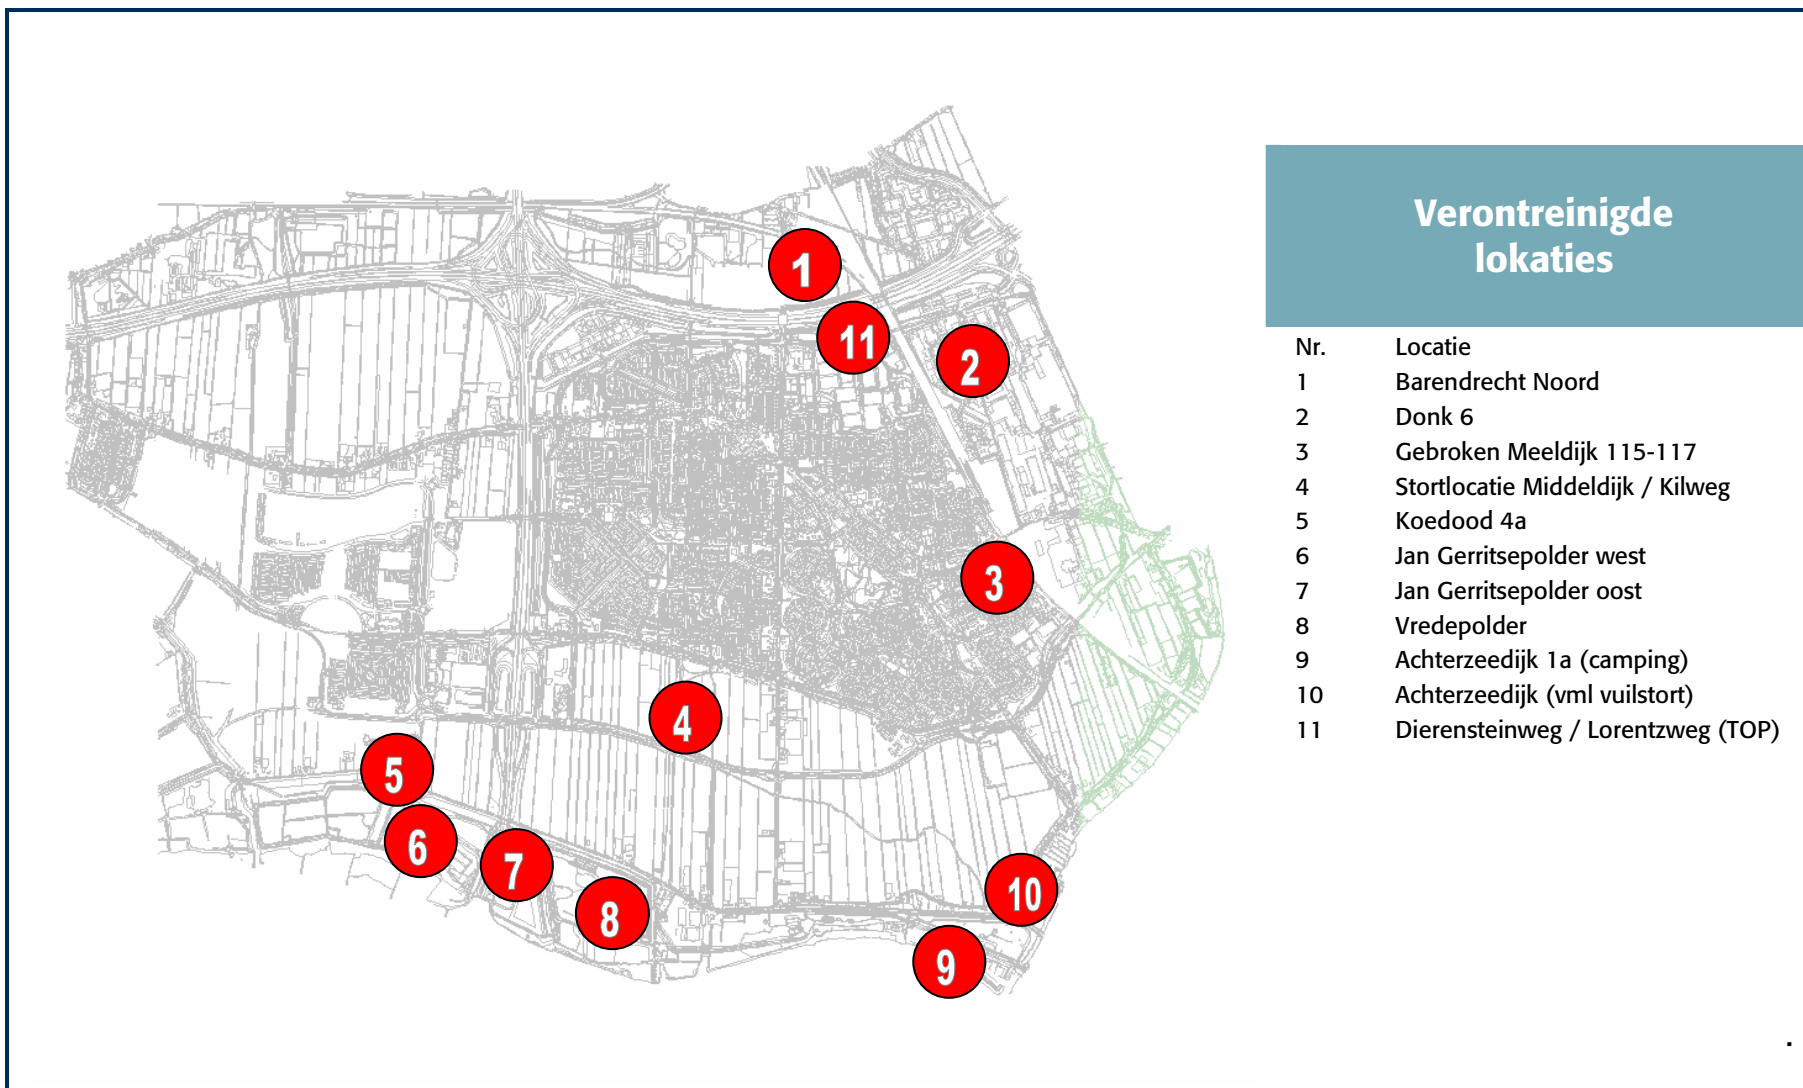 Verontreinigde
lokaties
Nr. Locatie
1 Barendrecht Noord
2 Donk 6
3 Gebroken Meeldijk 115-117
4 Stortlocatie Middeldijk / Kilweg
5 Koedood 4a
6 Jan Gerritsepolder west
7 Jan Gerritsepolder oost
8 Vredepolder
9 Achterzeedijk 1a (camping)
10 Achterzeedijk (vml vuilstort)
11 Dierensteinweg / Lorentzweg (TOP)
1
11
2
3
4
5
6
7
8
10
9
.